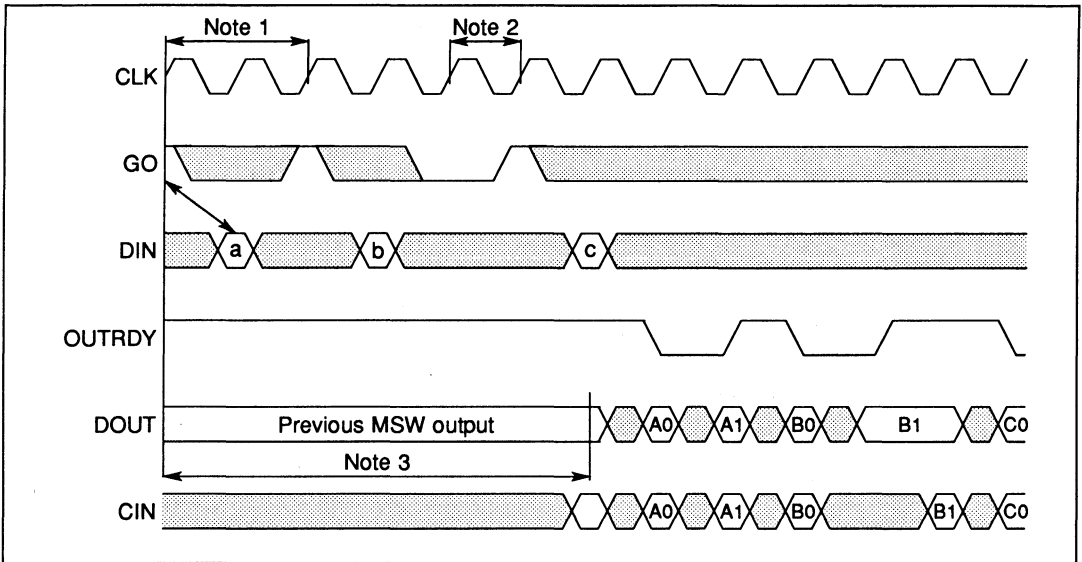 Note 1 Note 2
CLK
GO
DIN a b c
OUTRDY
DOUT Previous MSW output A0 A1 B0 B1 C0
Note 3
CIN A0 A1 B0 B1 C0